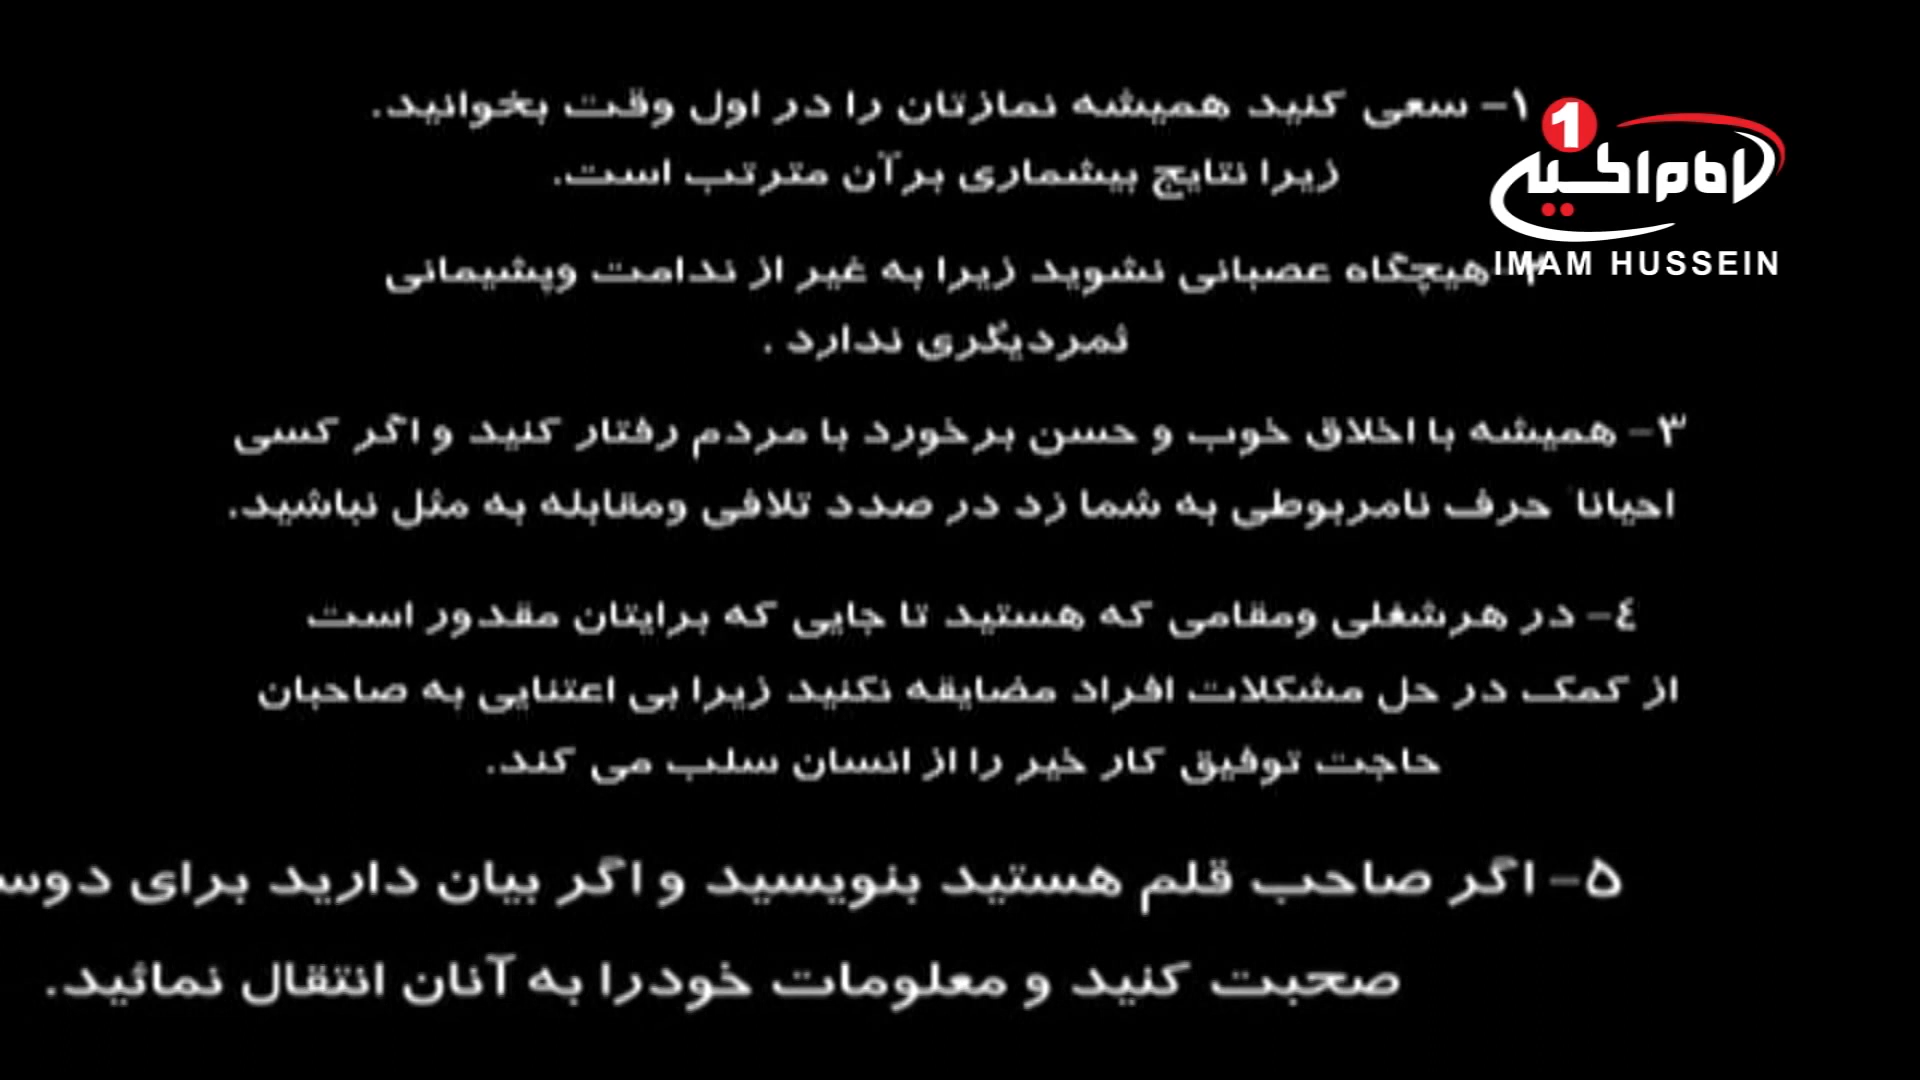 ۱- سعی کنید همیشه نمازتان را در اول وقت بخوانید.
زیرا نتایج بیشماری برآن مترتب است.
۲- هیچگاه عصبانی نشوید زیرا به غیر از ندامت وپشیمانی
ثمردیگری ندارد .
۳- همیشه با اخلاق خوب و حسن برخورد با مردم رفتار کنید و اگر کسی
احیانا ً حرف نامربوطی به شما زد در صدد تلافی ومقابله به مثل نباشید.
٤- در هرشغلی ومقامی که هستید تا جایی که برایتان مقدور است
از کمک در حل مشکلات افراد مضایقه نکنید زیرا بی اعتنایی به صاحبان
حاجت توفیق کار خیر را از انسان سلب می کند.
۵- اگر صاحب قلم هستید بنویسید و اگر بیان دارید برای
صحبت کنید و معلومات خودرا به آنان انتقال نمائید.
1
IMAM HUSSEIN